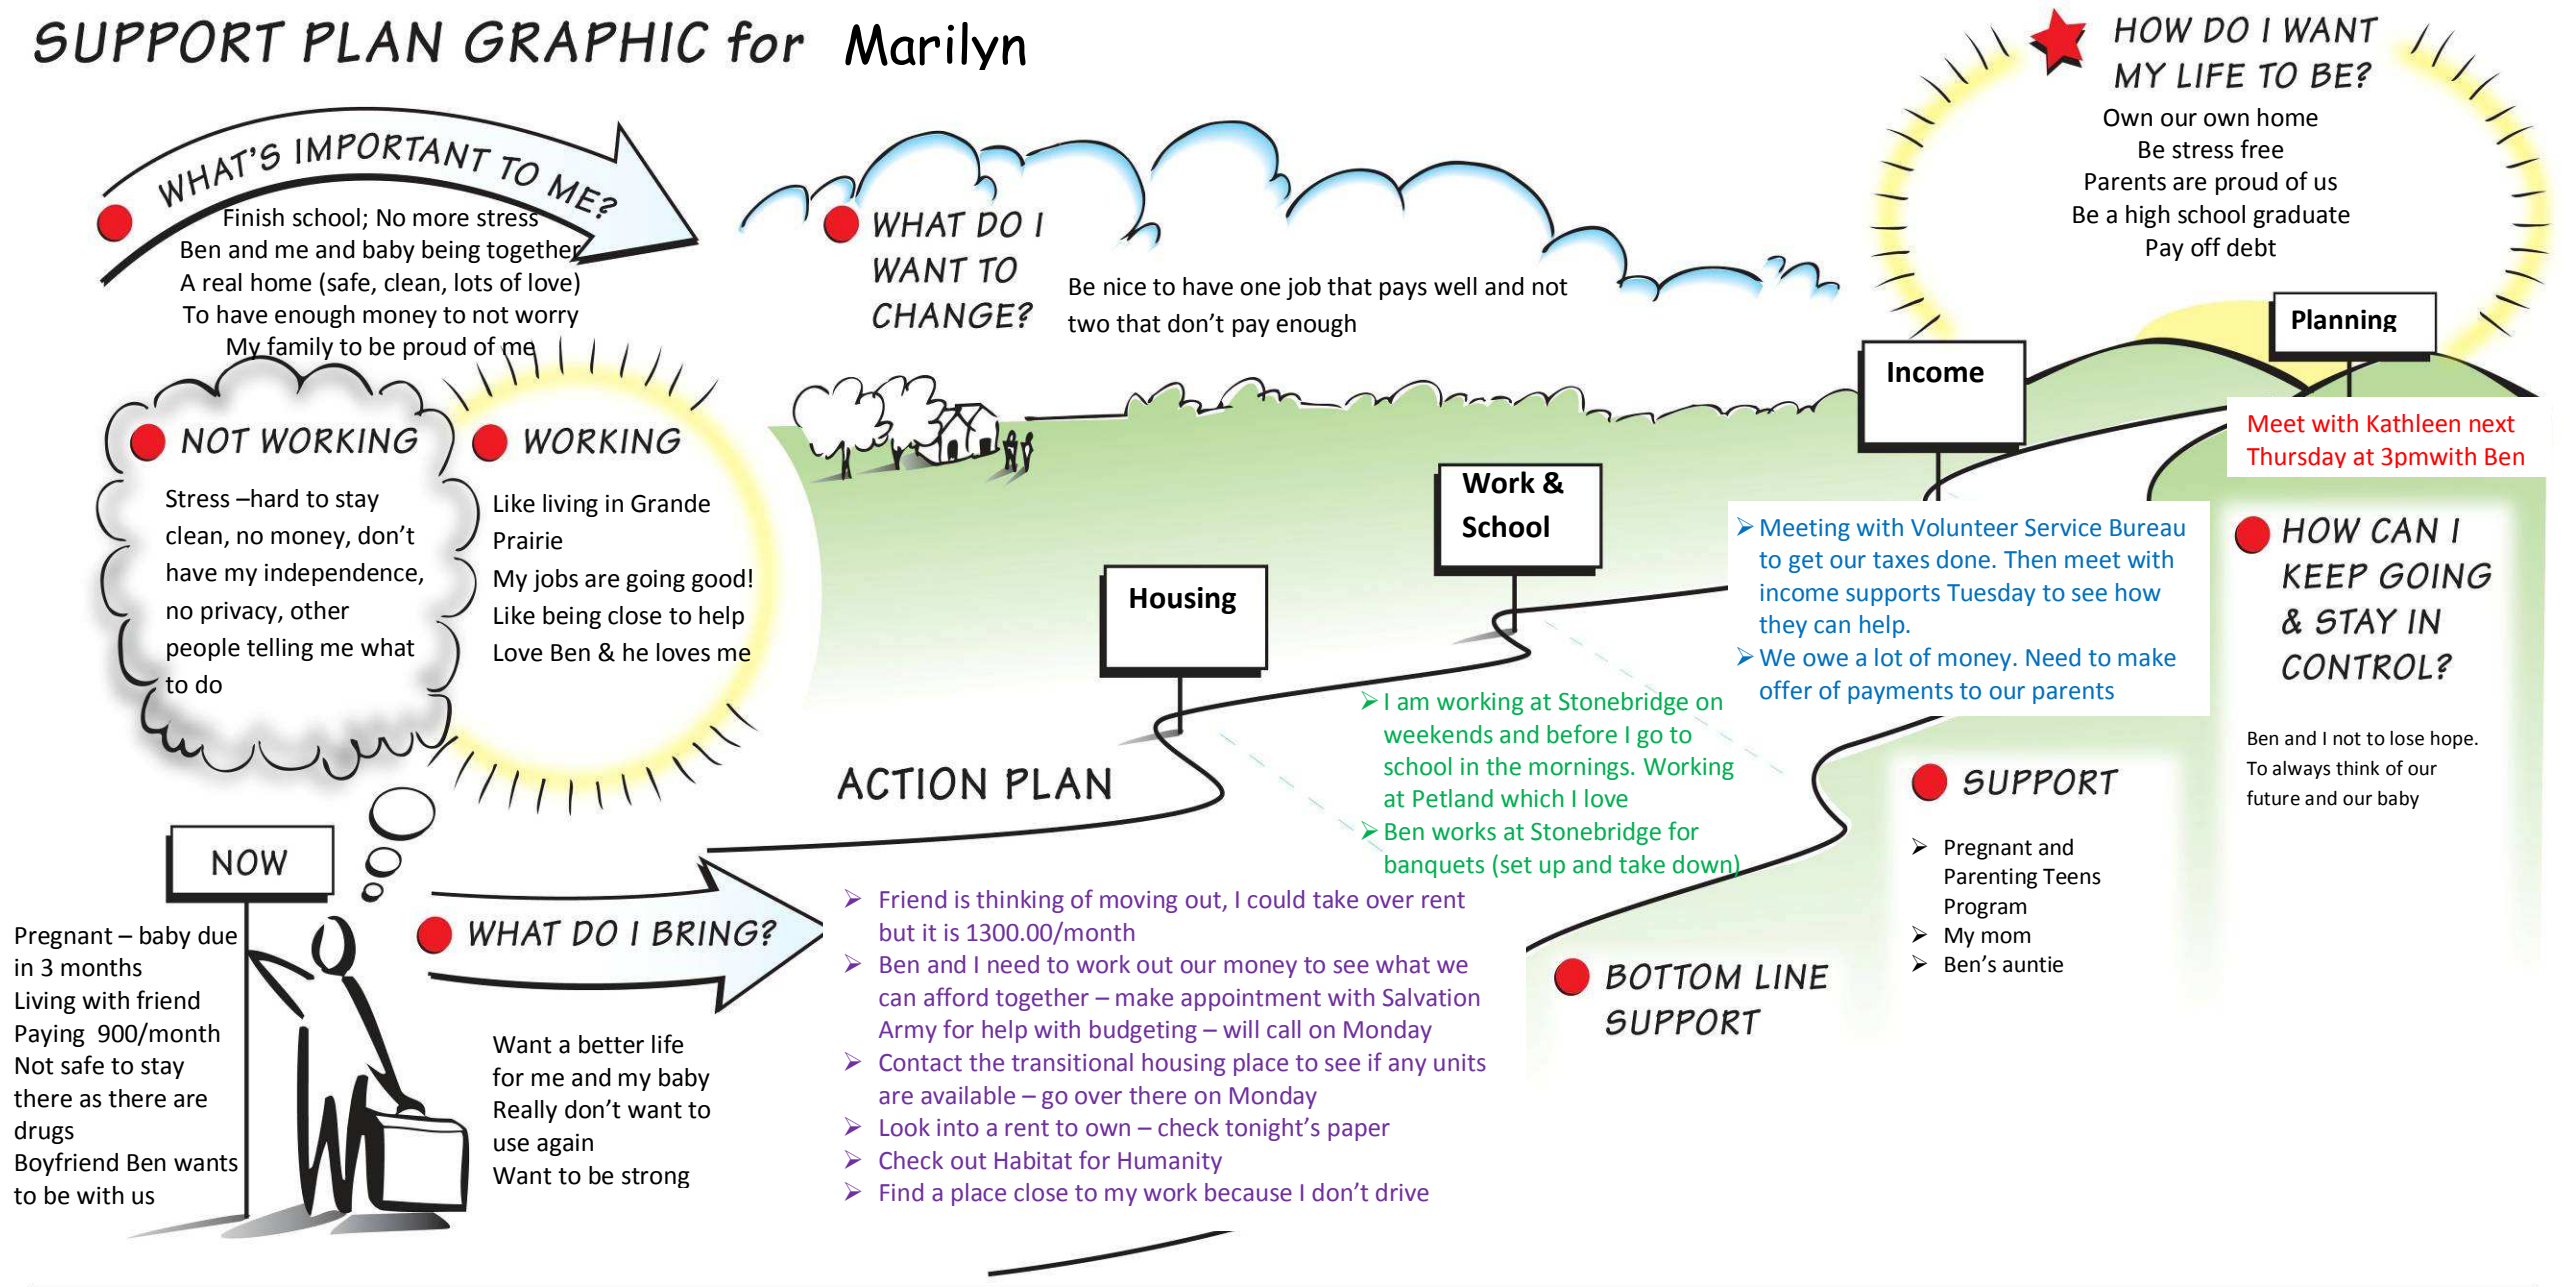 SUPPORT PLAN GRAPHIC for Marilyn
WHAT'S IMPORTANT TO ME?
Finish school; No more stress
Ben and me and baby being together
A real home (safe, clean, lots of love)
To have enough money to not worry
My family to be proud of me
NOT WORKING
Stress –hard to stay
clean, no money, don't
have my independence,
no privacy, other
people telling me what
to do
WORKING
Like living in Grande
Prairie
My jobs are going good!
Like being close to help
Love Ben & he loves me
NOW
Pregnant – baby due
in 3 months
Living with friend
Paying 900/month
Not safe to stay
there as there are
drugs
Boyfriend Ben wants
to be with us
WHAT DO I BRING?
Want a better life
for me and my baby
Really don't want to
use again
Want to be strong
WHAT DO I
WANT TO
CHANGE?
Be nice to have one job that pays well and not
two that don't pay enough
HOW DO I WANT
MY LIFE TO BE?
Own our own home
Be stress free
Parents are proud of us
Be a high school graduate
Pay off debt
ACTION PLAN
Housing
➢ Friend is thinking of moving out, I could take over rent
but it is 1300.00/month
➢ Ben and I need to work out our money to see what we
can afford together – make appointment with Salvation
Army for help with budgeting – will call on Monday
➢ Contact the transitional housing place to see if any units
are available – go over there on Monday
➢ Look into a rent to own – check tonight's paper
➢ Check out Habitat for Humanity
➢ Find a place close to my work because I don't drive
Work &
School
➢ I am working at Stonebridge on
weekends and before I go to
school in the mornings. Working
at Petland which I love
➢ Ben works at Stonebridge for
banquets (set up and take down)
Income
➢ Meeting with Volunteer Service Bureau
to get our taxes done. Then meet with
income supports Tuesday to see how
they can help.
➢ We owe a lot of money. Need to make
offer of payments to our parents
Planning
Meet with Kathleen next
Thursday at 3pmwith Ben
BOTTOM LINE
SUPPORT
SUPPORT
➢ Pregnant and
Parenting Teens
Program
➢ My mom
➢ Ben's auntie
HOW CAN I
KEEP GOING
& STAY IN
CONTROL?
Ben and I not to lose hope.
To always think of our
future and our baby